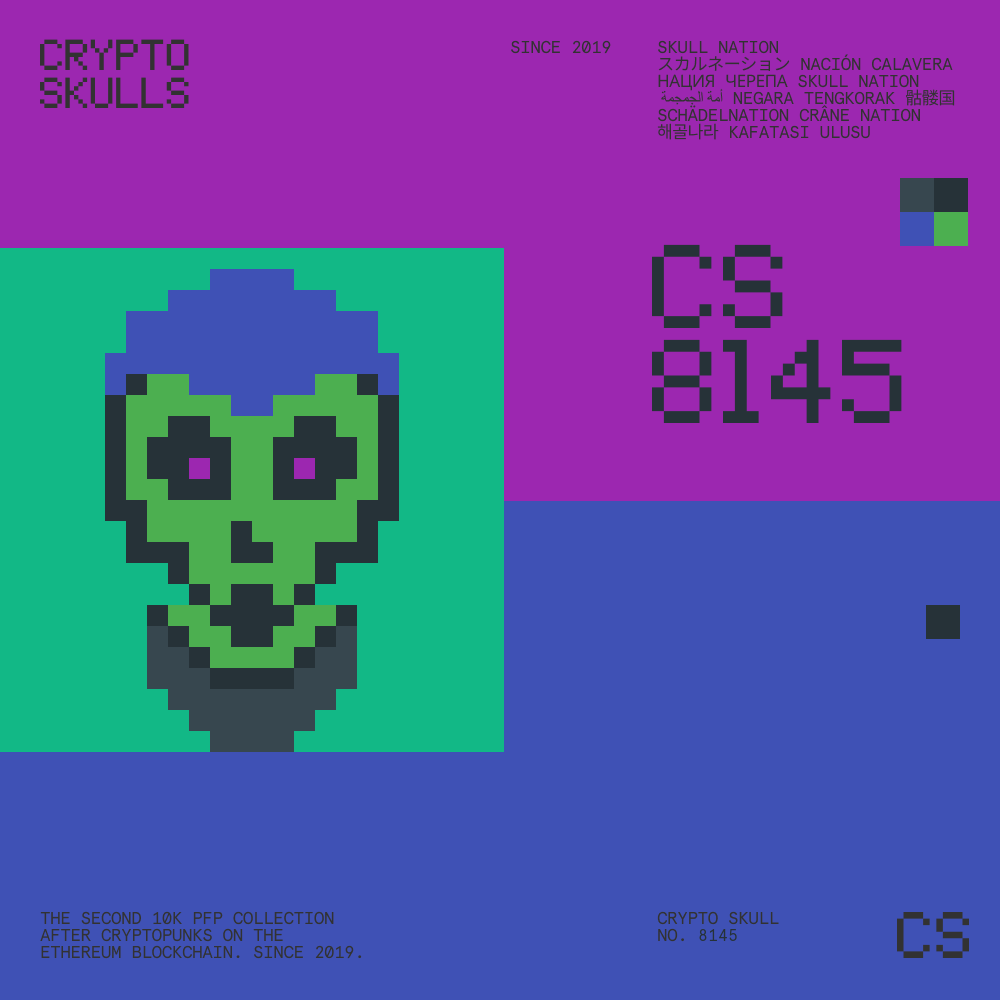 CRYPTO
SKULLS
SINCE 2019
SKULL NATION
スカルネーション NACIÓN CALAVERA
НАЦИЯ ЧЕРЕПА SKULL NATION
أمة الجمجمة NEGARA TENGKORAK 骷髅国
SCHÄDELNATION CRÂNE NATION
해골나라 KAFATASI ULUSU
CS
8145
THE SECOND 10K PFP COLLECTION
AFTER CRYPTOPUNKS ON THE
ETHEREUM BLOCKCHAIN. SINCE 2019.
CRYPTO SKULL
NO. 8145
CS